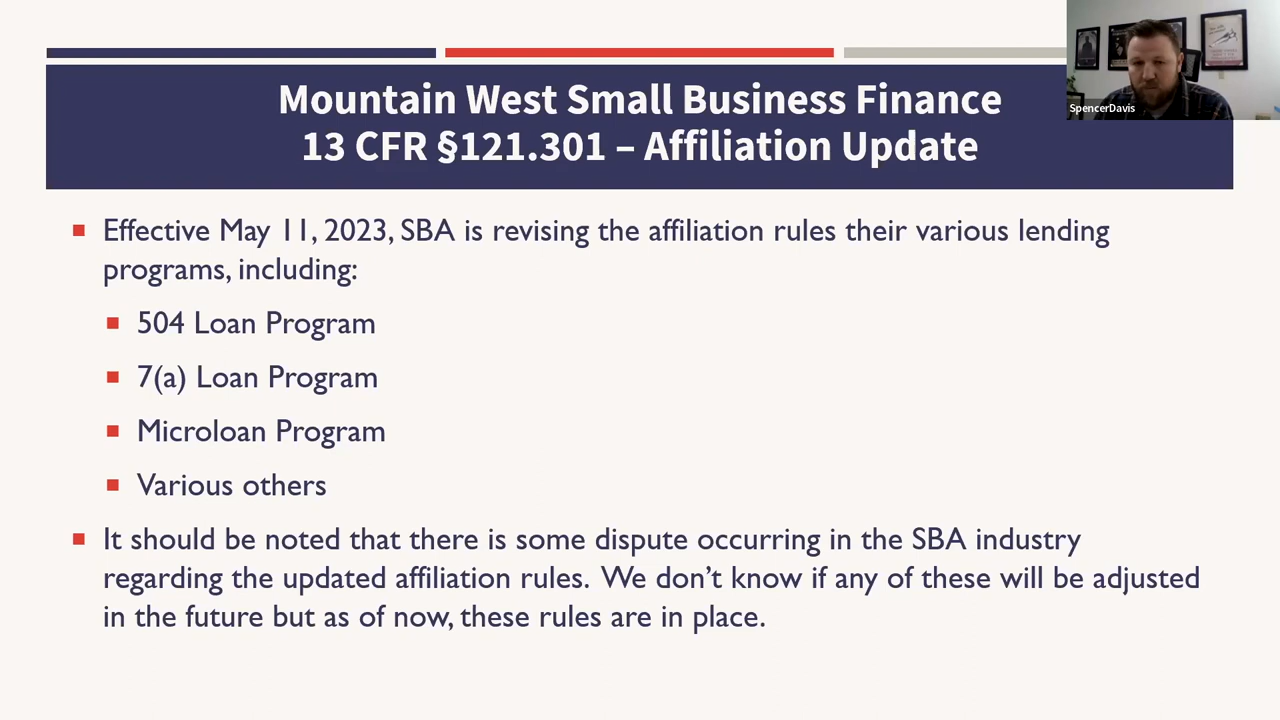 Mountain West Small Business Finance
13 CFR §121.301 – Affiliation Update
SpencerDavis
Effective May 11, 2023, SBA is revising the affiliation rules their various lending
programs, including:
504 Loan Program
7(a) Loan Program
Microloan Program
Various others
It should be noted that there is some dispute occurring in the SBA industry
regarding the updated affiliation rules.  We don’t know if any of these will be adjusted
in the future but as of now, these rules are in place.